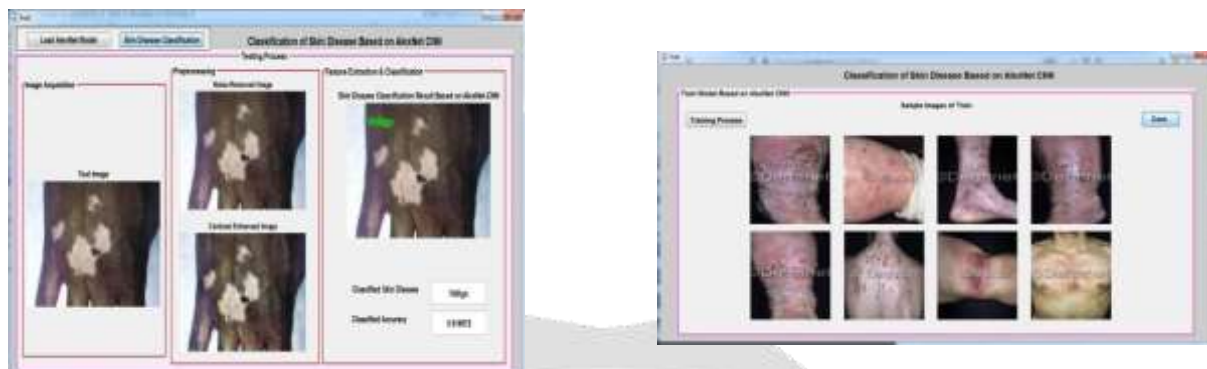 Test
Load AlexNet Model
Skin Disease Classification
Classification of Skin Disease Based on AlexNet CNN
Testing Process
Image Acquisition
Test Image
Preprocessing
Noise Removed Image
Contrast Enhanced Image
Feature Extraction & Classification
Skin Disease Classification Result Based on AlexNet CNN
Classified Skin Disease
Classified Accuracy
Classification of Skin Disease Based on AlexNet CNN
Train Model Based on AlexNet CNN
Sample Images of Train
Training Process
©Dermnet